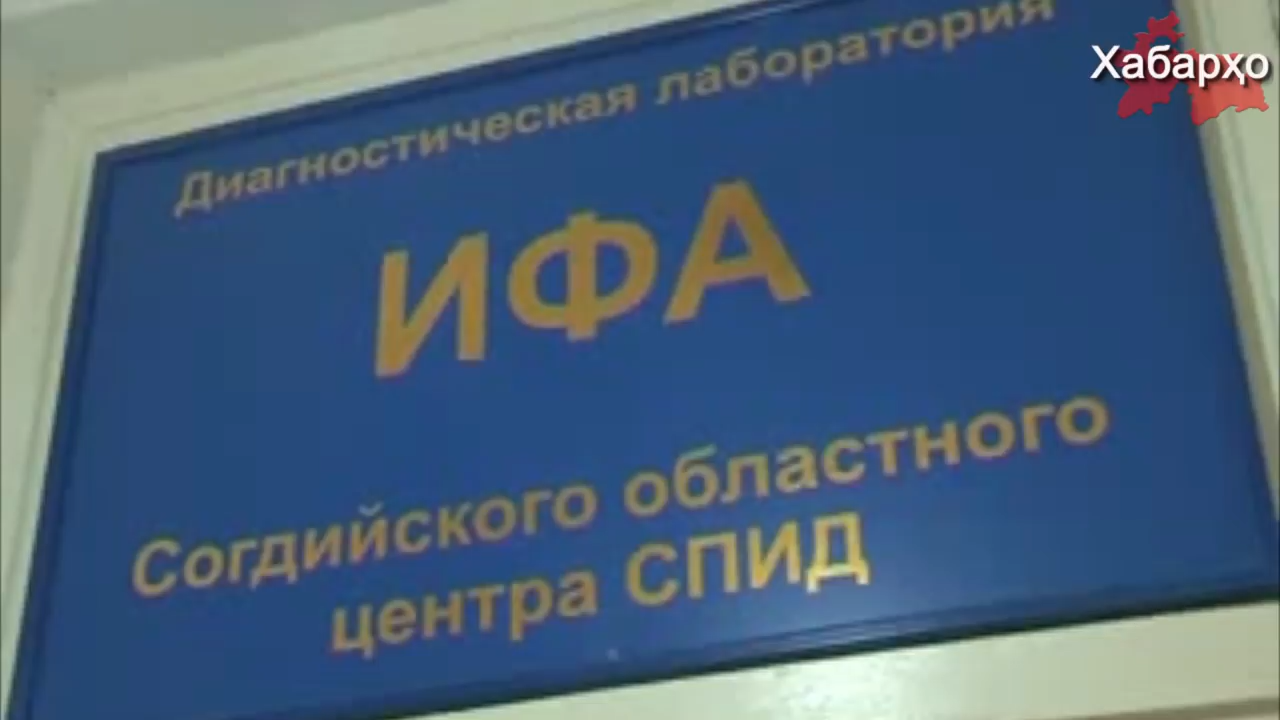 Хабарҳо
Диагностическая лаборатория
ИФА
Согдийского областного
центра СПИД